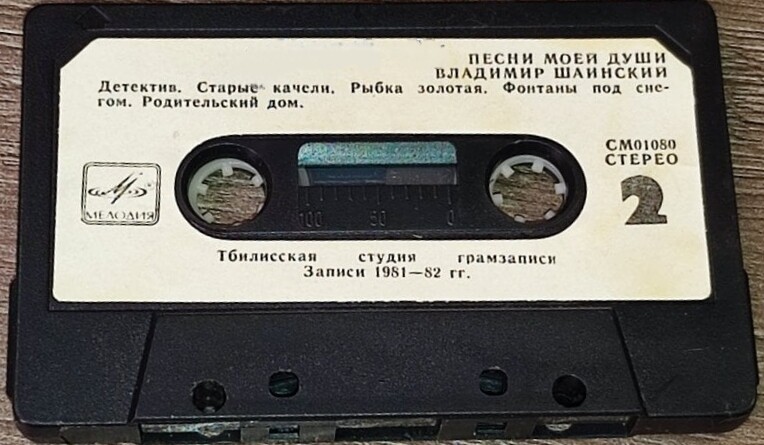 ПЕСНИ МОЕЙ ДУШИ
ВЛАДИМИР ШАИНСКИЙ
Детектив. Старые качели. Рыбка золотая. Фонтаны под сне-
гом. Родительский дом.
СМ01080
СТЕРЕО
2
МЕЛОДИЯ
100 50 0
Тбилисская студия грамзаписи
Записи 1981—82 гг.